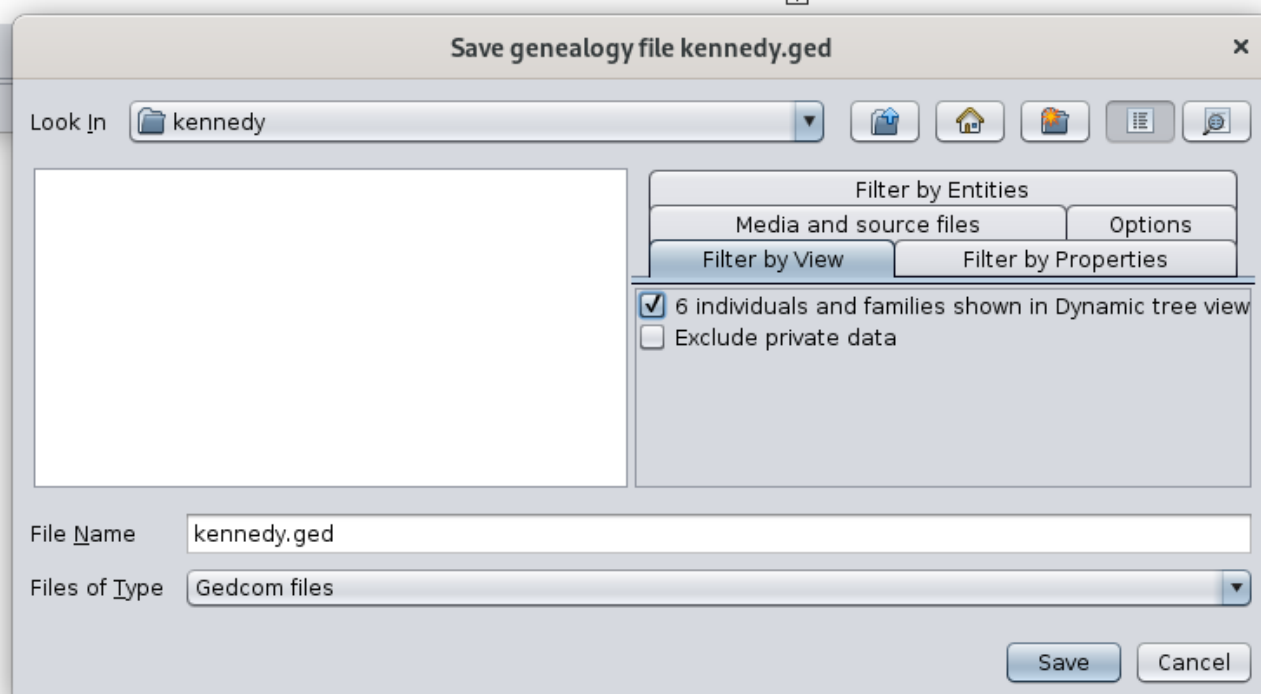 Save genealogy file kennedy.ged
Look In kennedy
Filter by Entities
Media and source files Options
Filter by View Filter by Properties
6 individuals and families shown in Dynamic tree view
Exclude private data
File Name kennedy.ged
Files of Type Gedcom files
Save Cancel